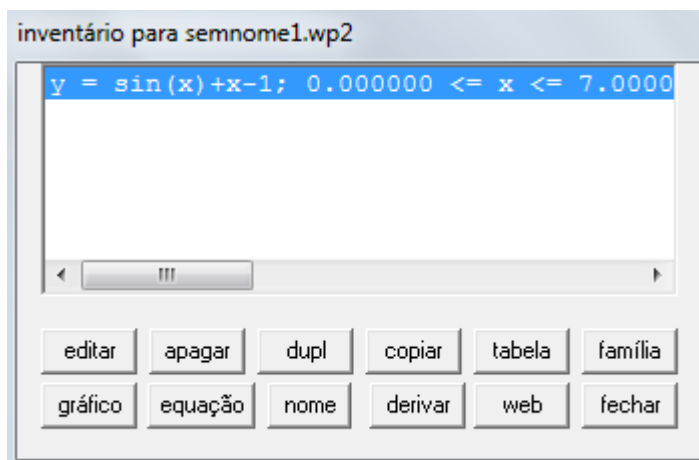 inventário para semnome1.wp2
y = sin(x)+x-1; 0.000000 <= x <= 7.0000
editar apagar dupl copiar tabela família
gráfico equação nome derivar web fechar